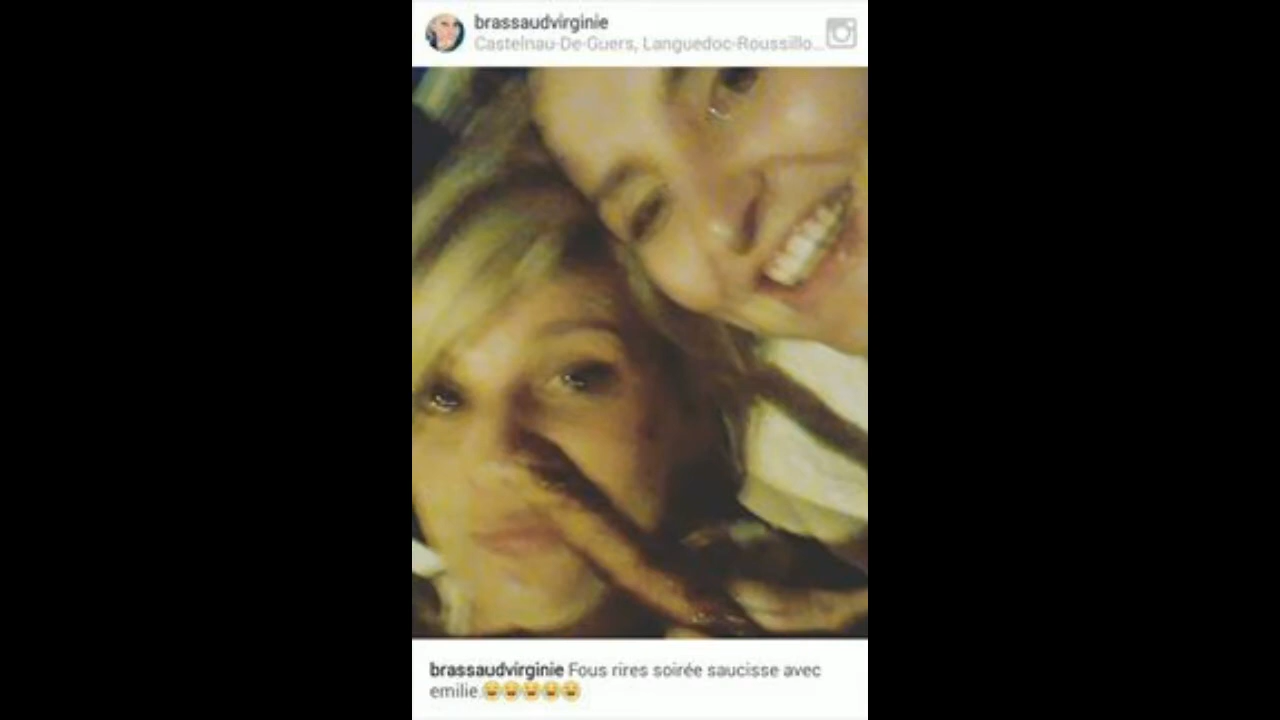 brassaudvirginie
Castelnau-De-Guers, Languedoc-Roussillo...
brassaudvirginie Fous rires soirée saucisse avec
emilie.😫😫😫😫😫